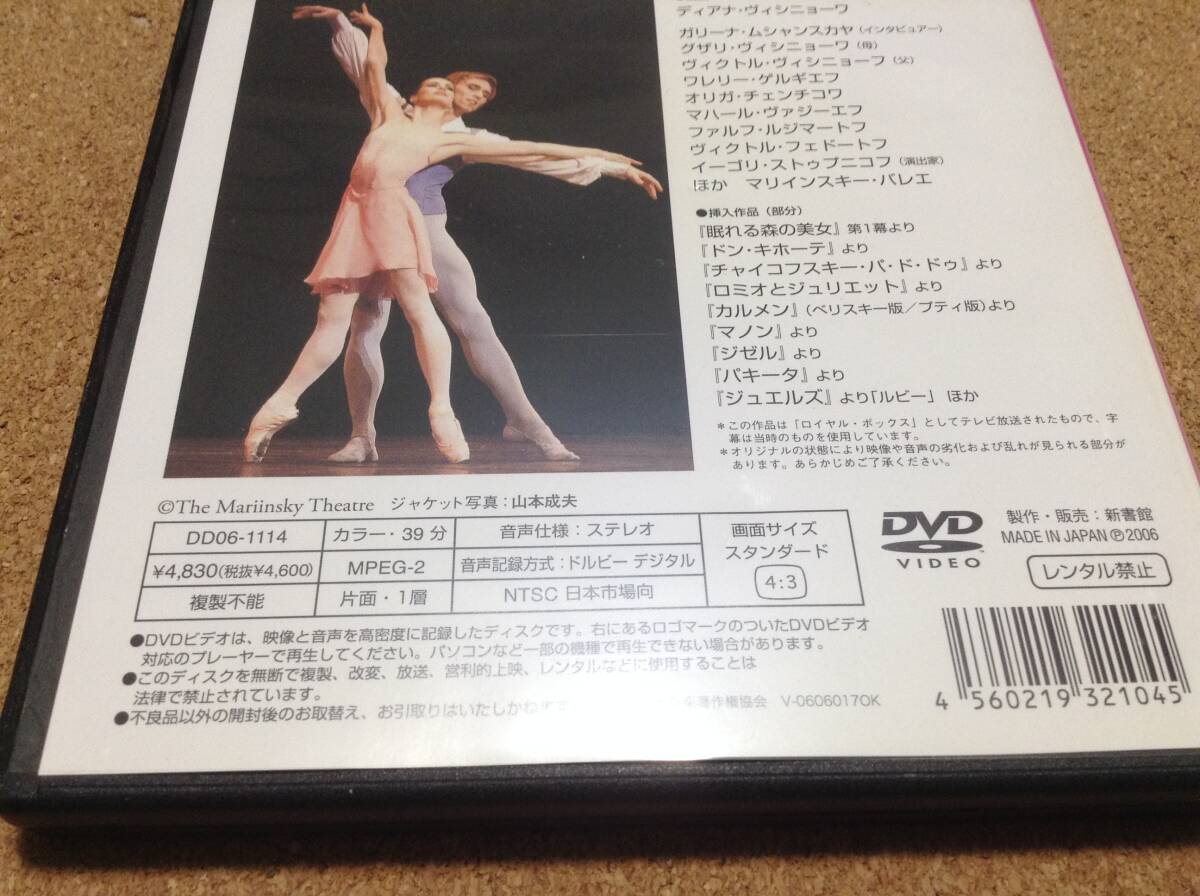 ディアナ・ヴィシニョーワ
ガリーナ・ムシャンスカヤ(インタビュアー)
グザリ・ヴィシニョーワ(母)
ヴィクトル・ヴィシニョーフ(父)
ワレリー・ゲルギエフ
オリガ・チェンチコワ
マハール・ヴァジーエフ
ファルフ・ルジマートフ
ヴィクトル・フェドートフ
イーゴリ・ストゥプニコフ(演出家)
ほか マリインスキー・バレエ
●挿入作品(部分)
『眠れる森の美女』第1幕より
『ドン・キホーテ』より
『チャイコフスキー・パ・ド・ドゥ』より
『ロミオとジュリエット』より
『カルメン』(ベリスキー版/プティ版)より
『マノン』より
『ジゼル』より
『パキータ』より
『ジュエルズ』より「ルビー」 ほか
*この作品は「ロイヤル・ボックス」としてテレビ放送されたもので、字
幕は当時のものを使用しています。
*オリジナルの状態により映像や音声の劣化および乱れが見られる部分が
あります。あらかじめご了承ください。
©The Mariinsky Theatre ジャケット写真:山本成夫
DD06-1114 カラー・39分 音声仕様:ステレオ
¥4,830(税抜¥4,600) MPEG-2 音声記録方式:ドルビー デジタル
複製不能 片面・1層 NTSC 日本市場向
画面サイズ
スタンダード
4:3
DVD
VIDEO
製作・販売:新書館
MADE IN JAPAN Ⓟ2006
レンタル禁止
●DVDビデオは、映像と音声を高密度に記録したディスクです。右にあるロゴマークのついたDVDビデオ
対応のプレーヤーで再生してください。パソコンなど一部の機種で再生できない場合があります。
●このディスクを無断で複製、改変、放送、営利的上映、レンタルなどに使用することは
法律で禁止されています。
●不良品以外の開封後のお取替え、お引取りはいたしかねます
著作権協会 V-0606017OK
4 560219 321045